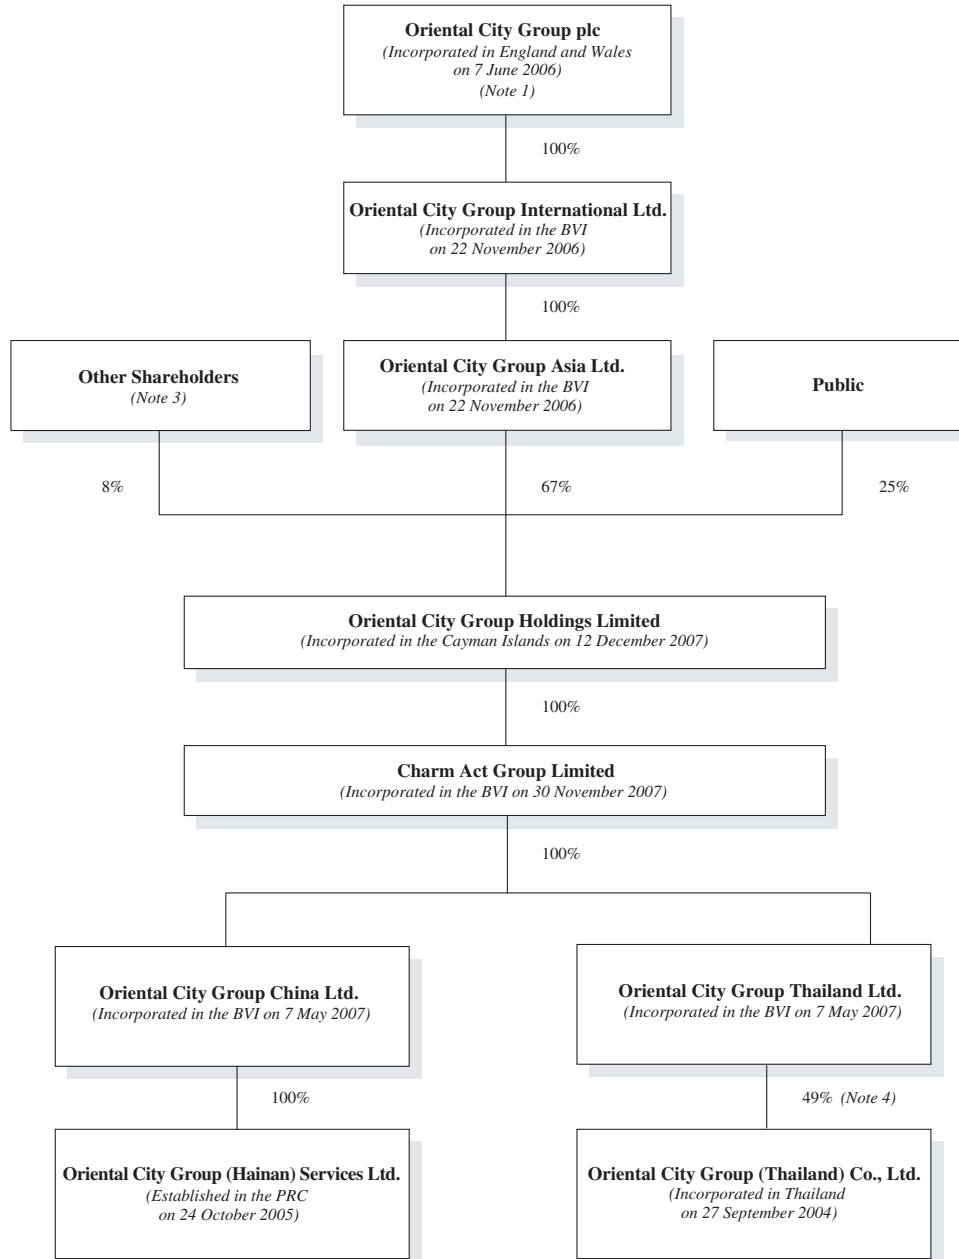 Oriental City Group plc
(Incorporated in England and Wales
on 7 June 2006)
(Note 1)
100%
Oriental City Group International Ltd.
(Incorporated in the BVI
on 22 November 2006)
100%
Other Shareholders
(Note 3)
Oriental City Group Asia Ltd.
(Incorporated in the BVI
on 22 November 2006)
Public
8%
67%
25%
Oriental City Group Holdings Limited
(Incorporated in the Cayman Islands on 12 December 2007)
100%
Charm Act Group Limited
(Incorporated in the BVI on 30 November 2007)
100%
Oriental City Group China Ltd.
(Incorporated in the BVI on 7 May 2007)
Oriental City Group Thailand Ltd.
(Incorporated in the BVI on 7 May 2007)
100%
49% (Note 4)
Oriental City Group (Hainan) Services Ltd.
(Established in the PRC
on 24 October 2005)
Oriental City Group (Thailand) Co., Ltd.
(Incorporated in Thailand
on 27 September 2004)